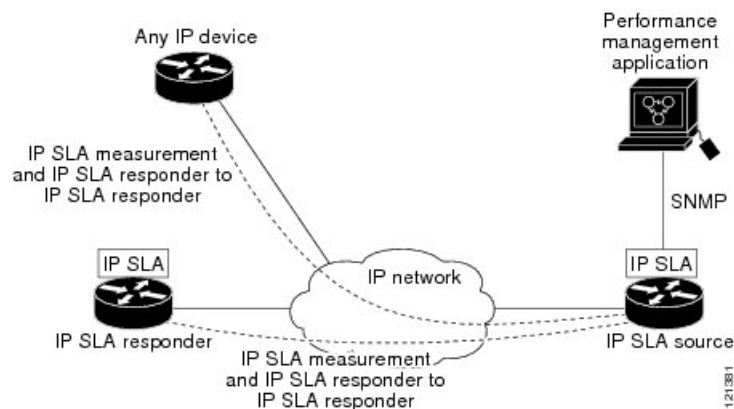 Any IP device
Performance
management
application
IP SLA measurement
and IP SLA responder to
IP SLA responder
SNMP
IP SLA
IP network
IP SLA
IP SLA responder
IP SLA source
IP SLA measurement
and IP SLA responder to
IP SLA responder
121381